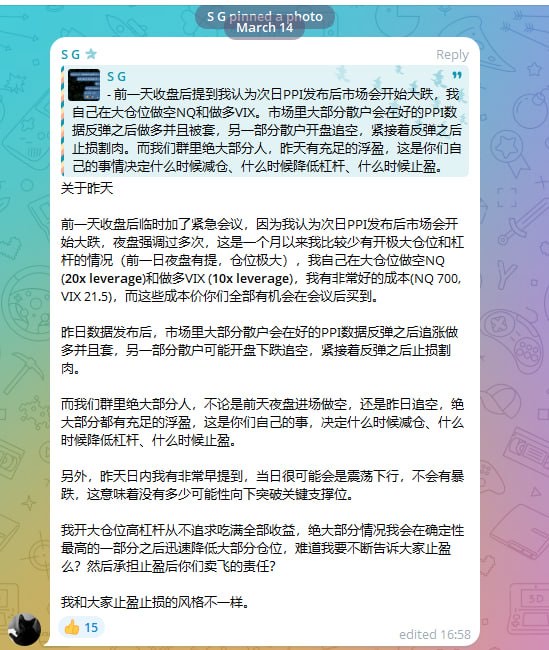 S G pinned a photo
March 14
S G
Reply
S G
- 前一天收盘后提到我认为次日PPI发布后市场会开始大跌，我
自己在大仓位做空NQ和做多VIX。市场里大部分散户会在好的PPI数
据反弹之后做多并且被套，另一部分散户开盘追空，紧接着反弹之后
止损割肉。而我们群里绝大部分人，昨天有充足的浮盈，这是你们自
己的事情决定什么时候减仓、什么时候降低杠杆、什么时候止盈。
关于昨天
前一天收盘后临时加了紧急会议，因为我认为次日PPI发布后市场会开
始大跌，夜盘强调过多次，这是一个月以来我比较少有开极大仓位和杠
杆的情况（前一日夜盘有提，仓位极大），我自己在大仓位做空NQ
(20x leverage)和做多VIX (10x leverage)，我有非常好的成本(NQ 700,
VIX 21.5)，而这些成本价你们全部有机会在会议后买到。
昨日数据发布后，市场里大部分散户会在好的PPI数据反弹之后追涨做
多并且套，另一部分散户可能开盘下跌追空，紧接着反弹之后止损割
肉。
而我们群里绝大部分人，不论是前天夜盘进场做空，还是昨日追空，绝
大部分都有充足的浮盈，这是你们自己的事，决定什么时候减仓、什么
时候降低杠杆、什么时候止盈。
另外，昨天日内我有非常早提到，当日很可能会是震荡下行，不会有暴
跌，这意味着没有多少可能性向下突破关键支撑位。
我开大仓位高杠杆从不追求吃满全部收益，绝大部分情况我会在确定性
最高的一部分之后迅速降低大部分仓位，难道我要不断告诉大家止盈
么？然后承担止盈后你们卖飞的责任？
我和大家止盈止损的风格不一样。
15
edited 16:58